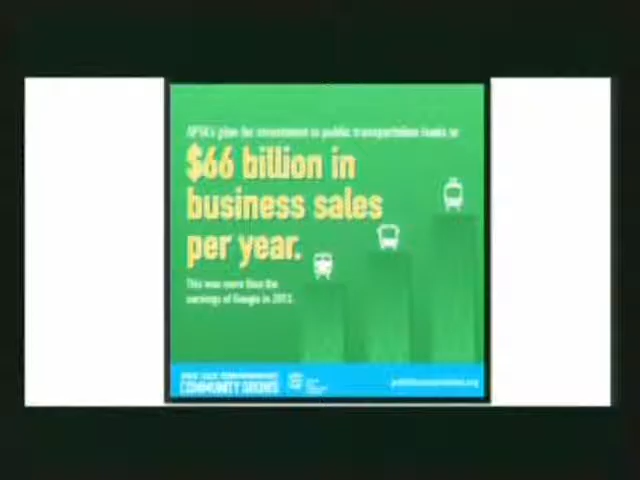 APTA's plan for investment in public transportation leads to
$66 billion in
business sales
per year.
This was more than the
earnings of Google in 2013.
COMMUNITY GROWS